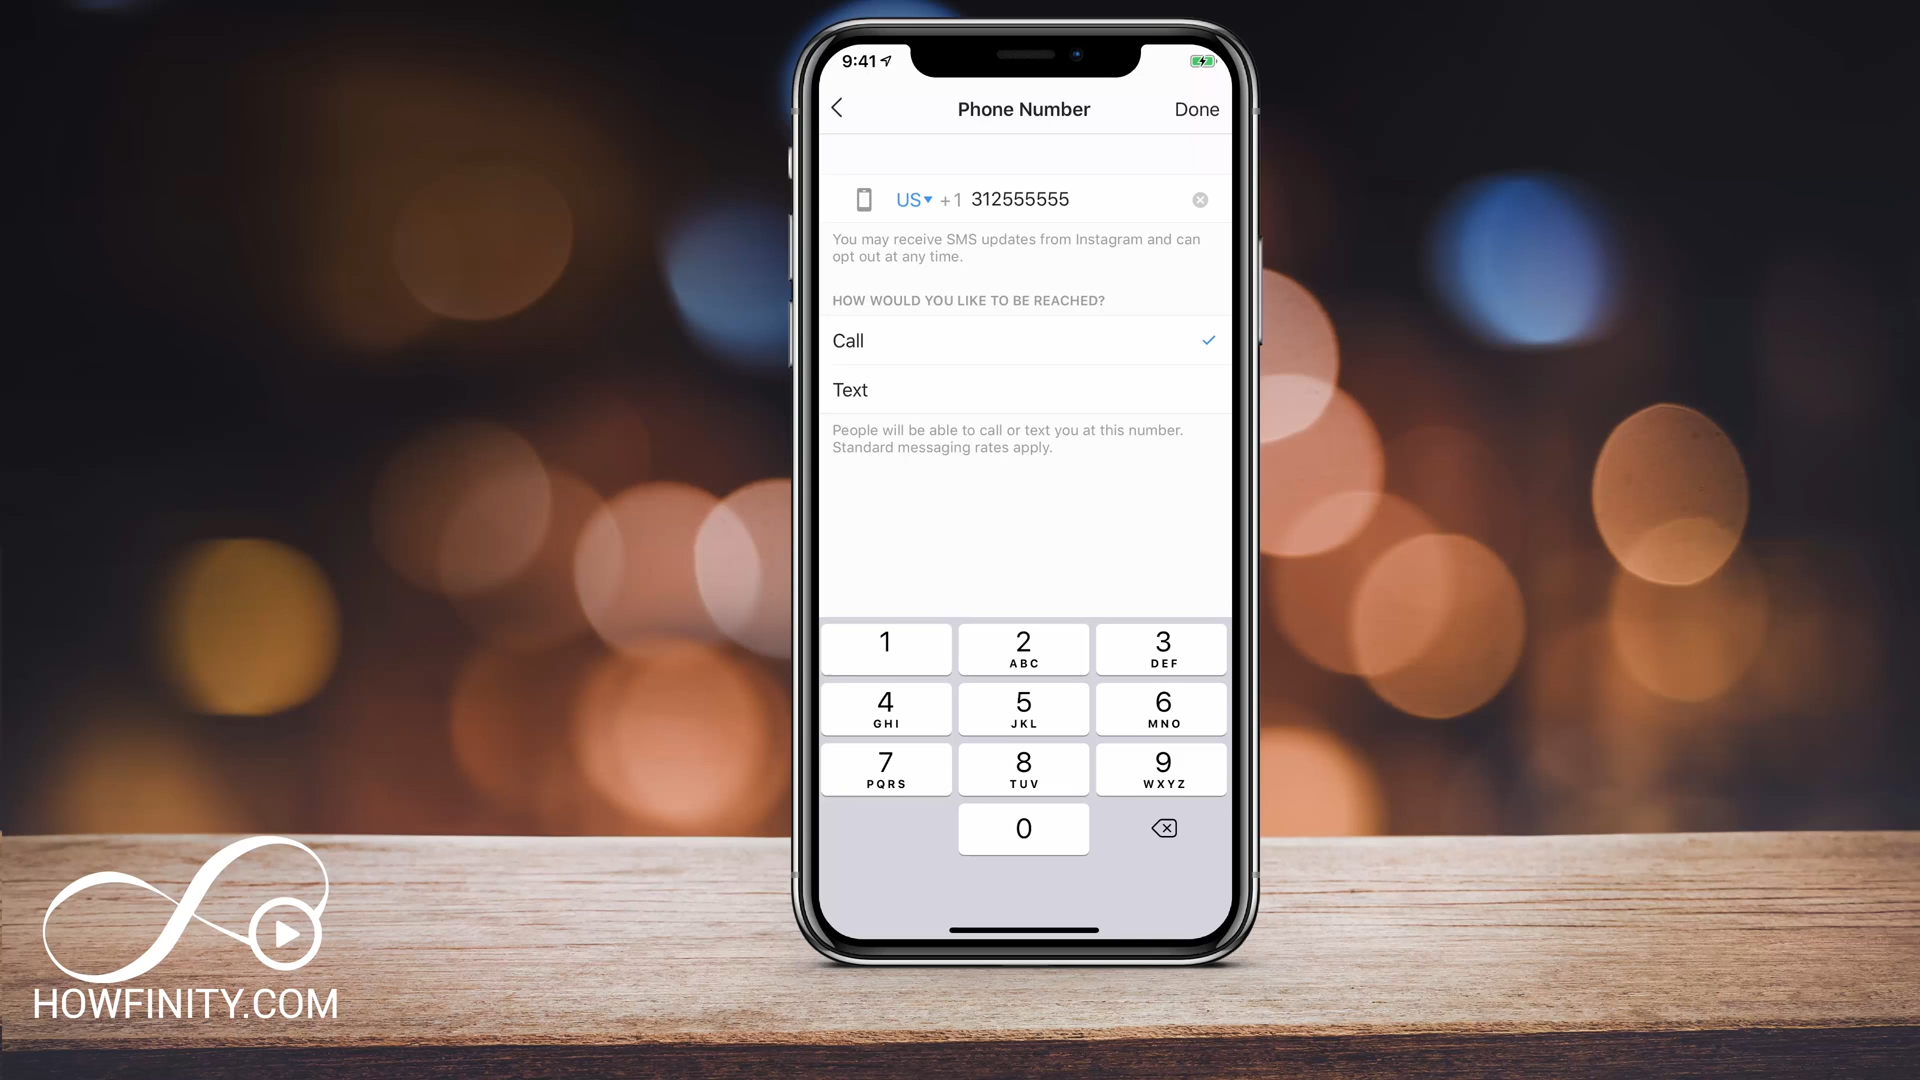 9:41
Phone Number
Done
US +1 312555555
You may receive SMS updates from Instagram and can
opt out at any time.
HOW WOULD YOU LIKE TO BE REACHED?
Call
Text
People will be able to call or text you at this number.
Standard messaging rates apply.
1
2
ABC
3
DEF
4
GHI
5
JKL
6
MNO
7
PQRS
8
TUV
9
WXYZ
0
HOWFINITY.COM